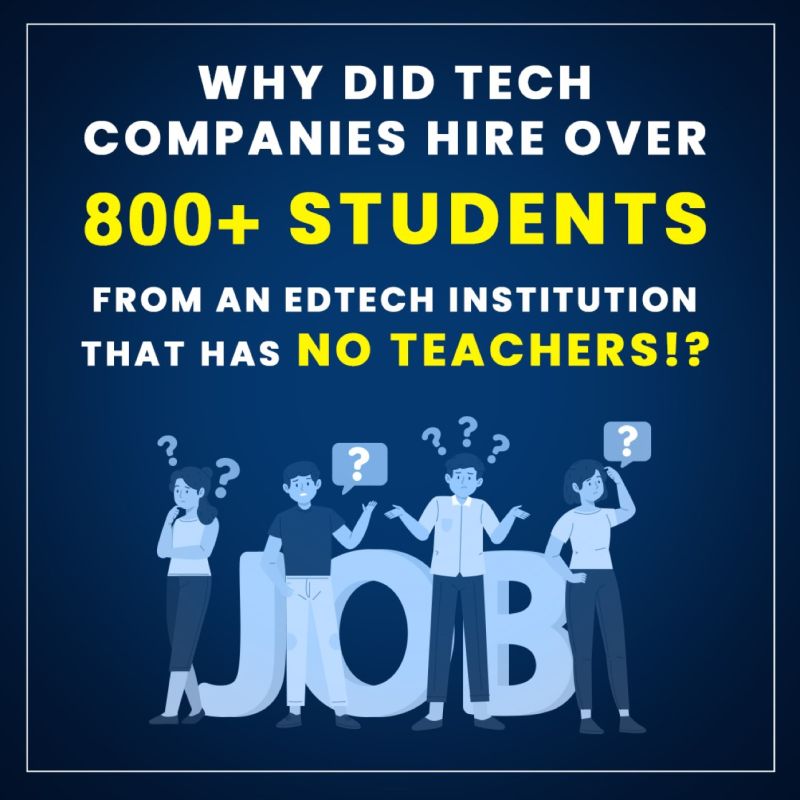 WHY DID TECH
COMPANIES HIRE OVER
800+ STUDENTS
FROM AN EDTECH INSTITUTION
THAT HAS NO TEACHERS!?
? ? ? ? ? ? ?
JOB